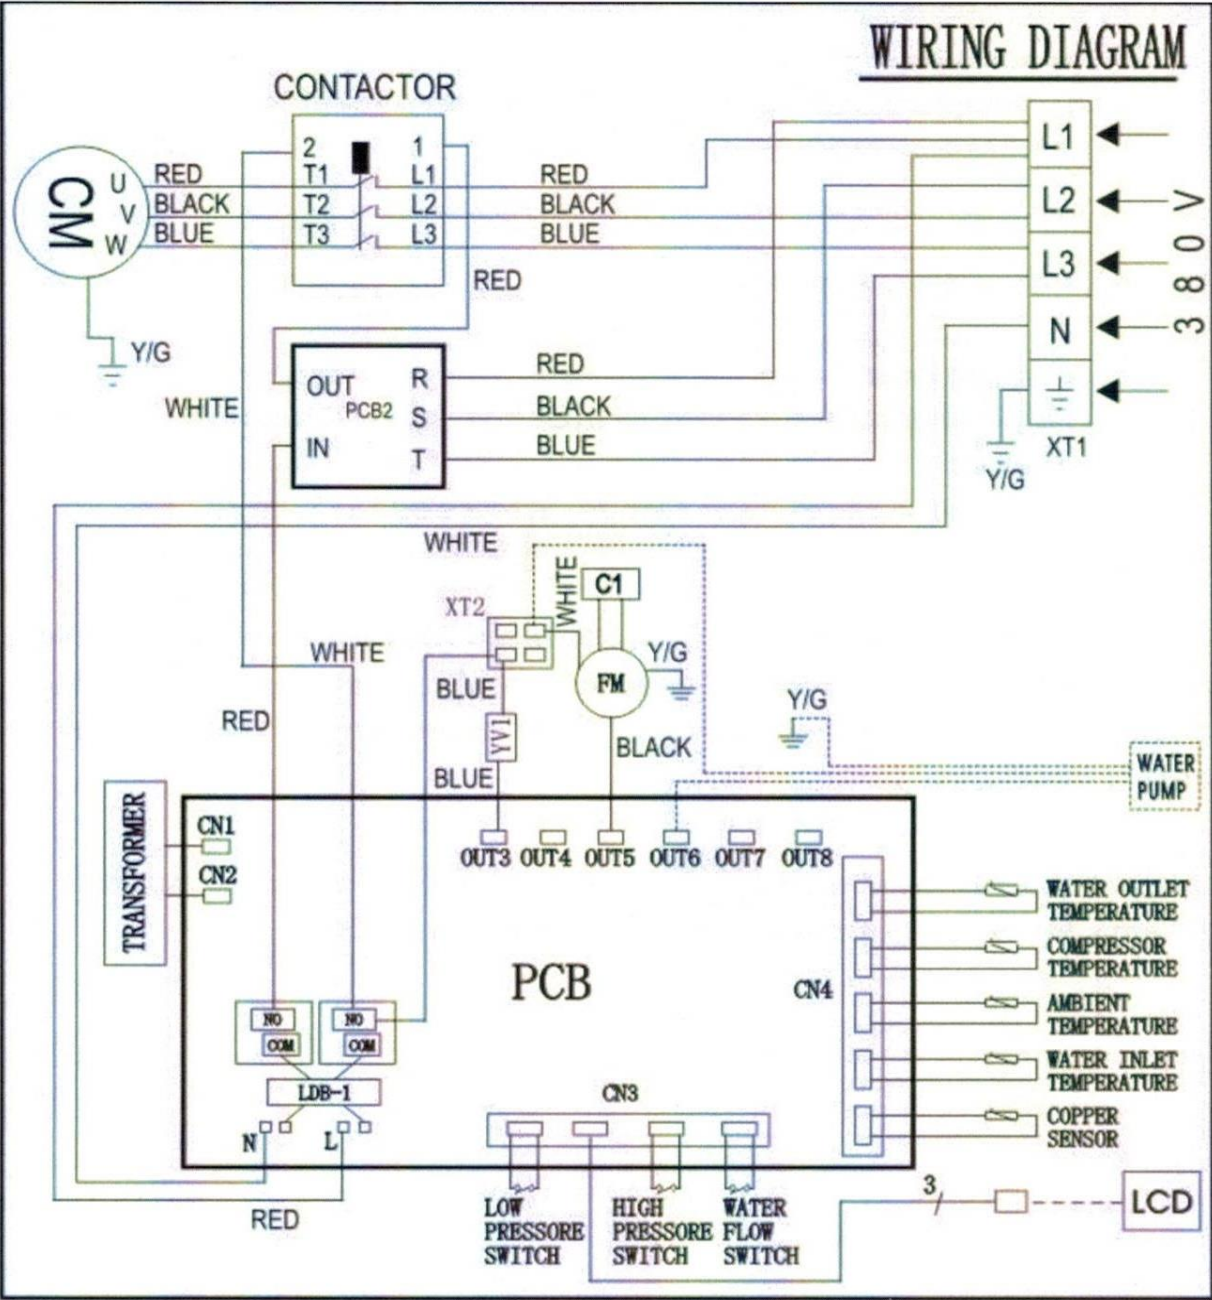 WIRING DIAGRAM
CONTACTOR
2 1
RED T1 L1 RED
BLACK T2 L2 BLACK
BLUE T3 L3 BLUE
CM
U
V
W
L1
L2
L3
N
XT1
380V
Y/G
RED
Y/G
WHITE
OUT
PCB2
IN
R
S
T
RED
BLACK
BLUE
WHITE
XT2
WHITE
C1
WHITE
BLUE
FM
Y/G
RED
YV1
BLACK
BLUE
Y/G
WATER
PUMP
TRANSFORMER
CN1
CN2
OUT3 OUT4 OUT5 OUT6 OUT7 OUT8
PCB
CN4
WATER OUTLET
TEMPERATURE
COMPRESSOR
TEMPERATURE
AMBIENT
TEMPERATURE
WATER INLET
TEMPERATURE
COPPER
SENSOR
NO NO
COM COM
LDB-1
N L
CN3
RED
LOW
PRESSORE
SWITCH
HIGH
PRESSORE
SWITCH
WATER
FLOW
SWITCH
3
LCD